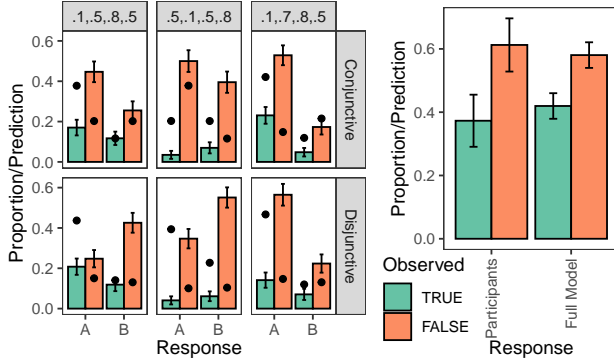 .1,.5,.8,.5
.5,.1,.5,.8
.1,.7,.8,.5
Proportion/Prediction
0.6
0.4
0.2
0.0
Conjunctive
0.6
0.4
0.2
0.0
Disjunctive
A
B
A
B
A
B
Response
Proportion/Prediction
0.6
0.4
0.2
0.0
Participants
Full Model
Response
Observed
TRUE
FALSE